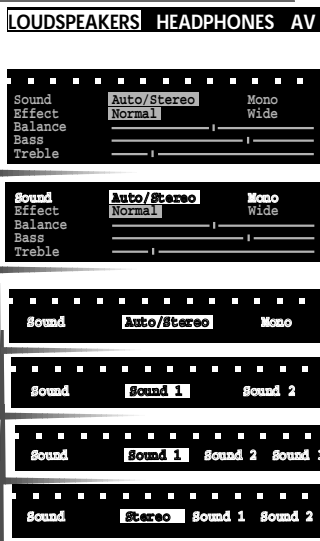 LOUDSPEAKERS HEADPHONES AV
Sound Auto/Stereo Mono
Effect Normal Wide
Balance
Bass
Treble
Sound Auto/Stereo Mono
Effect Normal Wide
Balance
Bass
Treble
Sound Auto/Stereo Mono
Sound Sound 1 Sound 2
Sound Sound 1 Sound 2 Sound
Sound Stereo Sound 1 Sound 2